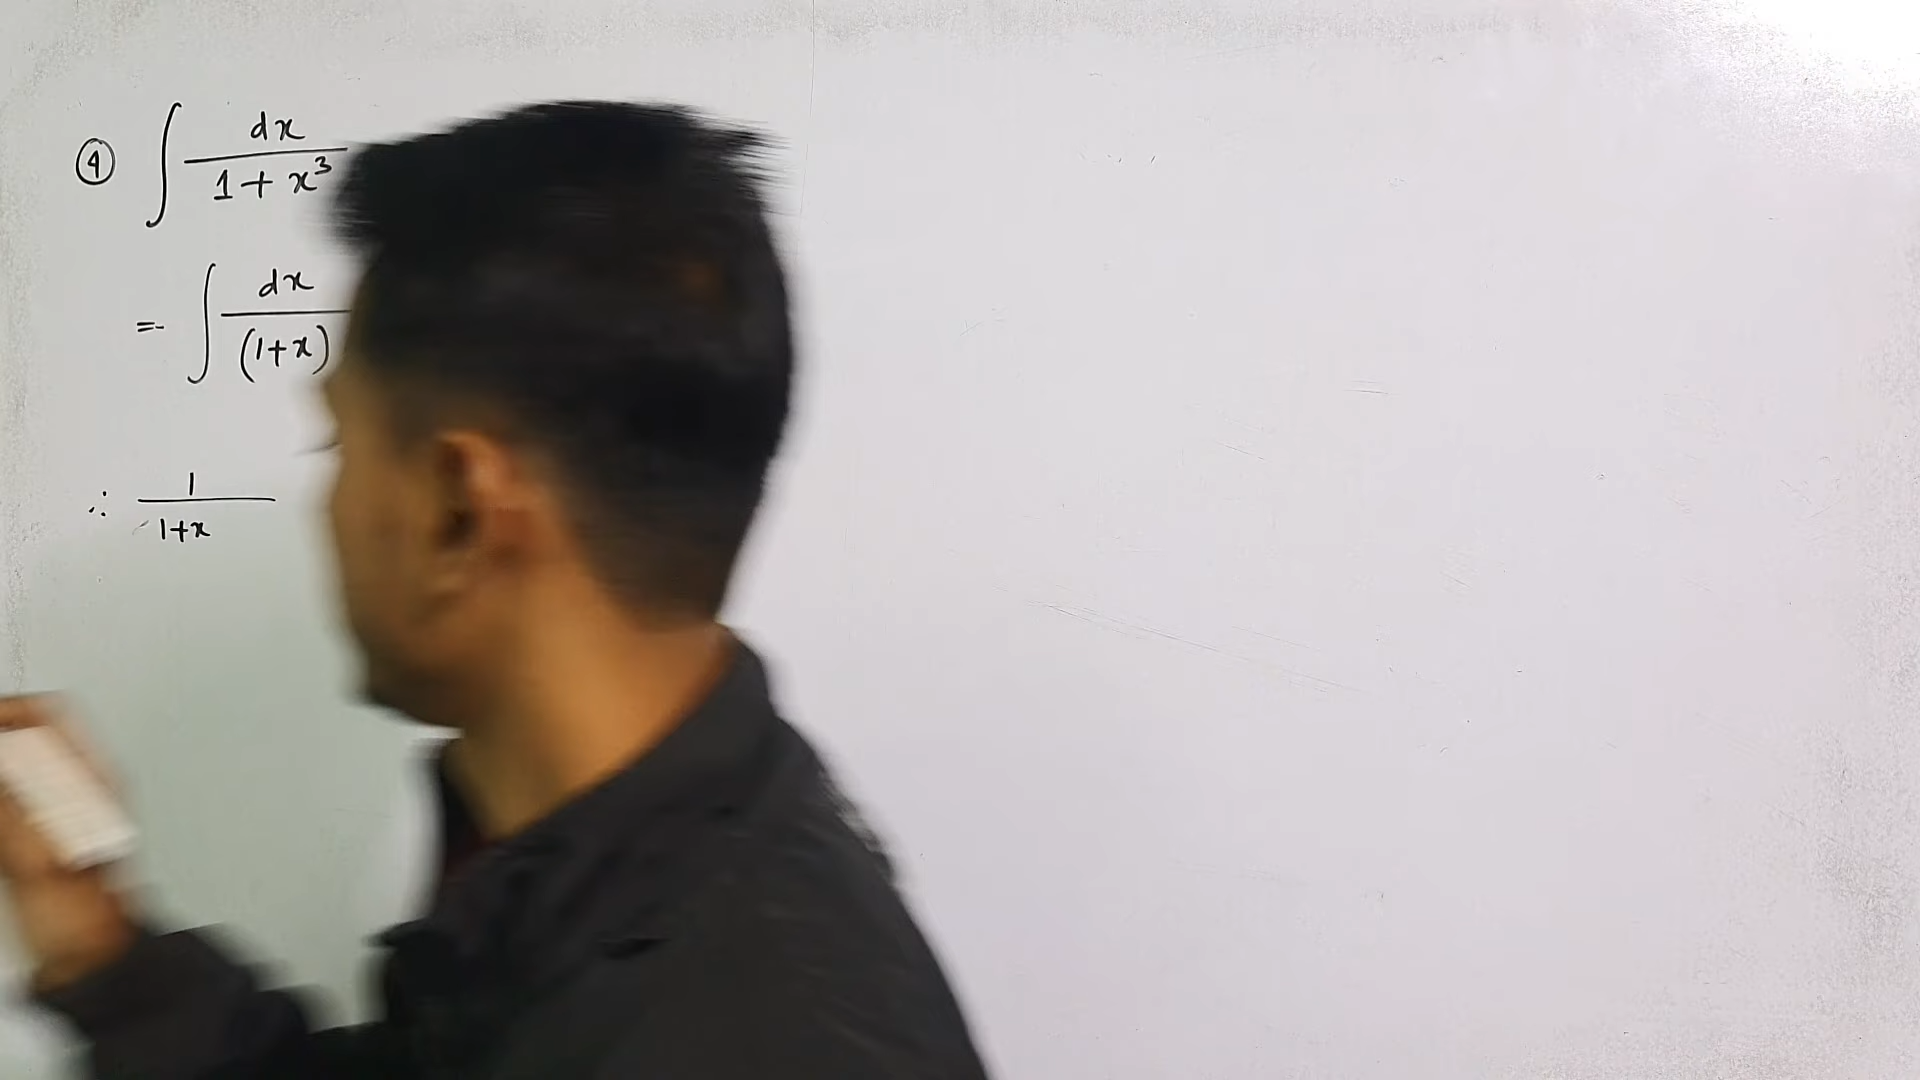 ④ ∫ dx / 1 + x³
= ∫ dx / (1+x)
∴ 1 / 1+x